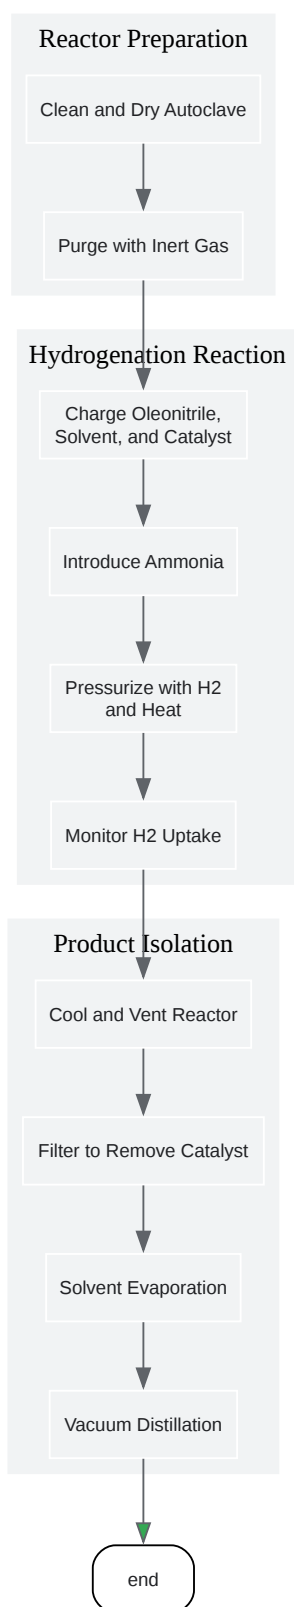 Reactor Preparation
Clean and Dry Autoclave
Purge with Inert Gas
Hydrogenation Reaction
Charge Oleonitrile,
Solvent, and Catalyst
Introduce Ammonia
Pressurize with H2
and Heat
Monitor H2 Uptake
Product Isolation
Cool and Vent Reactor
Filter to Remove Catalyst
Solvent Evaporation
Vacuum Distillation
end